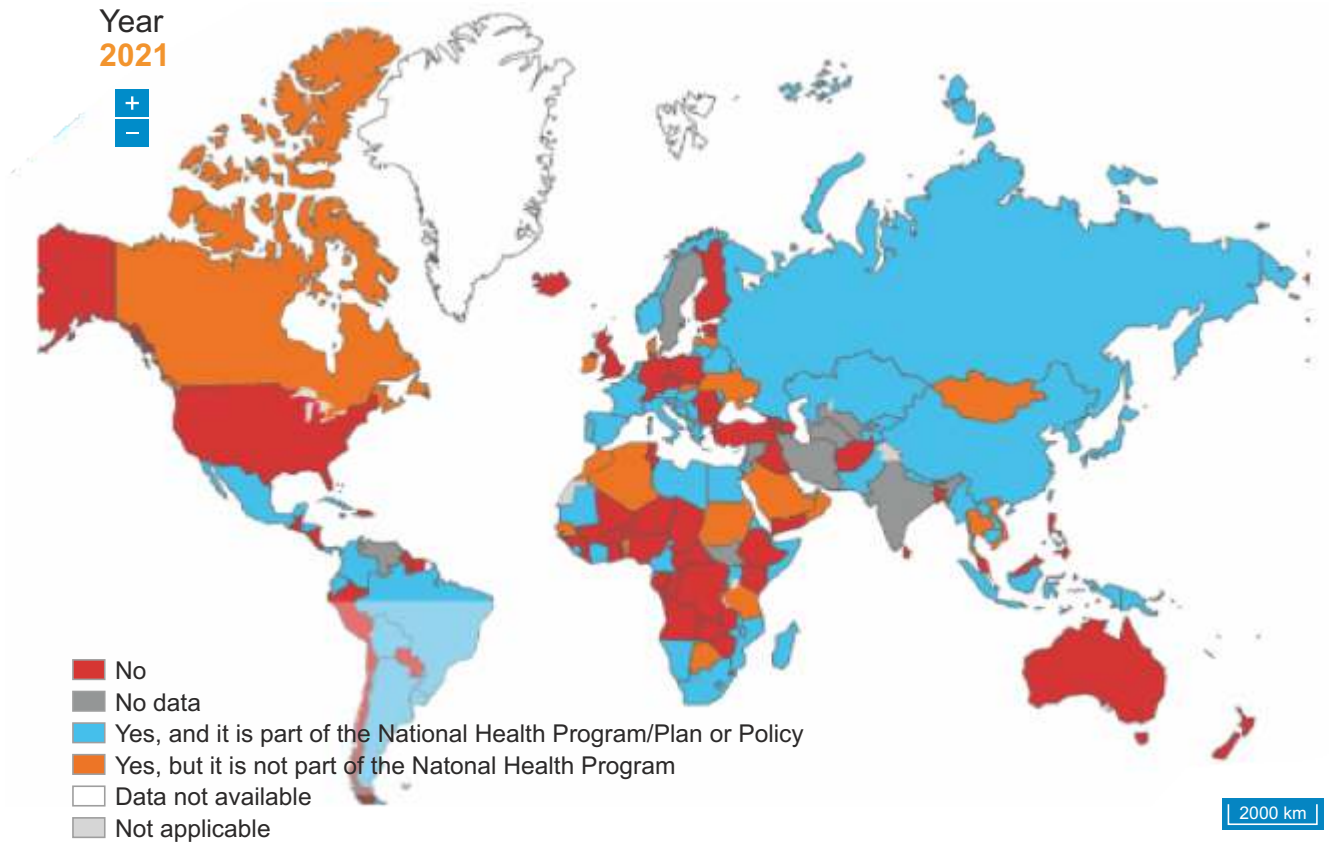 Year
2021
+
−
No
No data
Yes, and it is part of the National Health Program/Plan or Policy
Yes, but it is not part of the Natonal Health Program
Data not available
Not applicable
2000 km